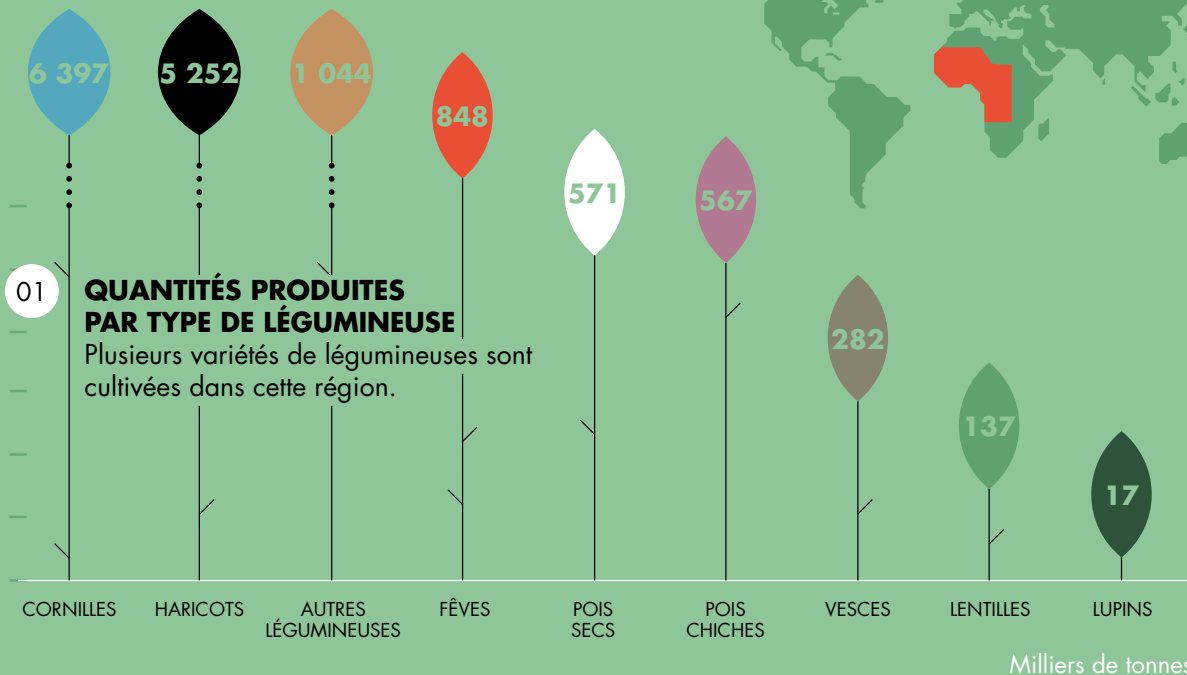 6 397
5 252
1 044
848
571
567
282
137
17
01
QUANTITÉS PRODUITES
PAR TYPE DE LÉGUMINEUSE
Plusieurs variétés de légumineuses sont
cultivées dans cette région.
CORNILLES
HARICOTS
AUTRES
LÉGUMINEUSES
FÊVES
POIS
SECS
POIS
CHICHES
VESCES
LENTILLES
LUPINS
Milliers de tonnes